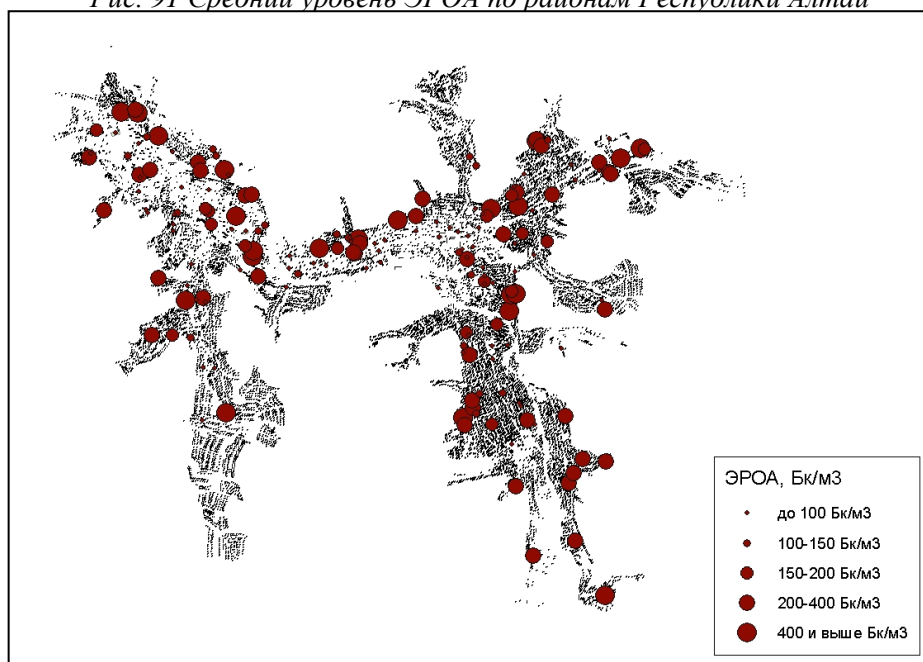 Рис. 91 Средний уровень ЭРОА по районам Республики Алтай
ЭРОА, Бк/м3
до 100 Бк/м3
100-150 Бк/м3
150-200 Бк/м3
200-400 Бк/м3
400 и выше Бк/м3